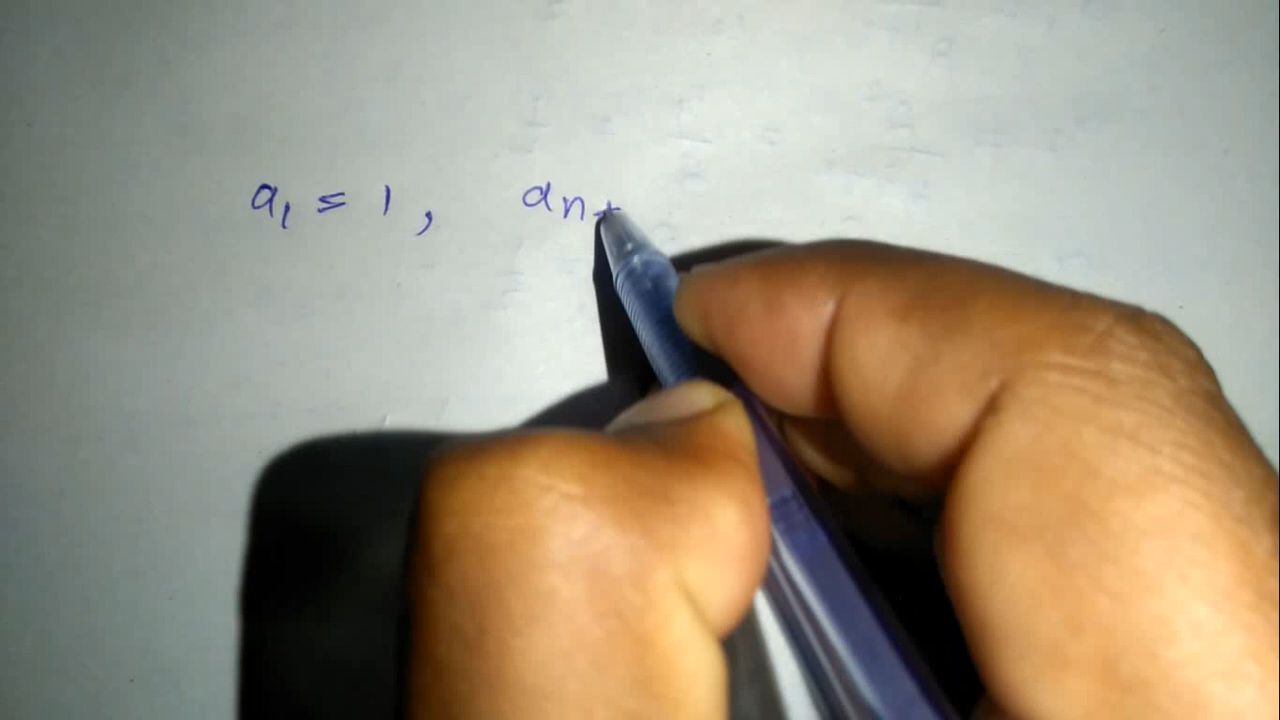 a₁ = 1, aₙ₊